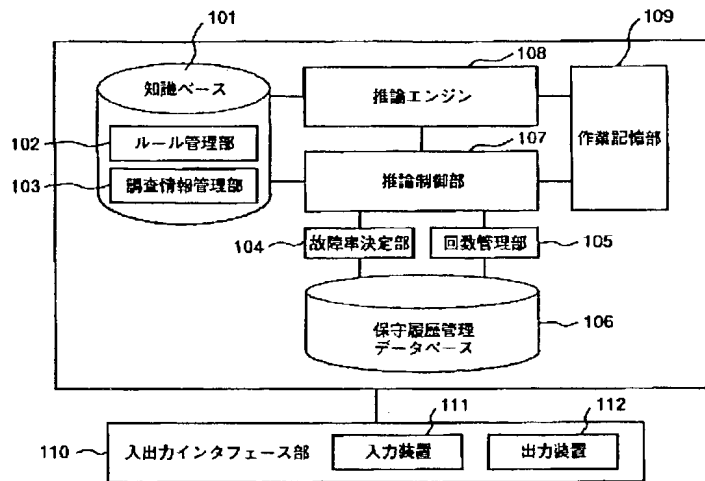 101
108
109
知識ベース
推論エンジン
作業記憶部
102
ルール管理部
107
103
調査情報管理部
推論制御部
104
故障率決定部
回数管理部
105
保守履歴管理
データベース
106
111
112
110
入出力インタフェース部
入力装置
出力装置